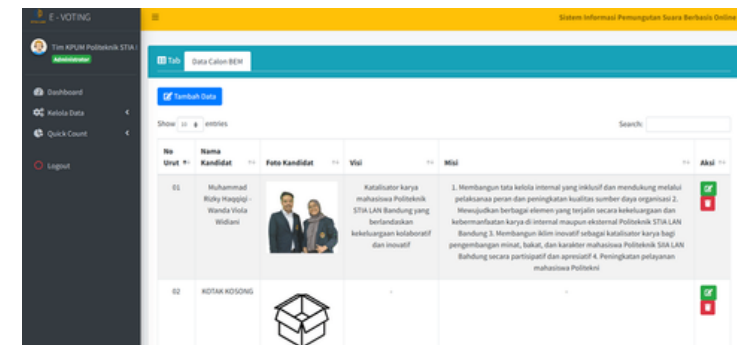 E - VOTING
Sistem Informasi Pemungutan Suara Berbasis Online
Tim KPUM Politeknik STIA
Administrator
Dashboard
Kelola Data
Quick Count
Logout
Tab
Data Calon BEM
Tambah Data
Show 10 entries
Search:
No Urut
Nama Kandidat
Foto Kandidat
Visi
Misi
Aksi
01
Muhammad
Rizky Haqqiqi -
Wanda Viola
Widiani
Katalisator karya
mahasiswa Politeknik
STIA LAN Bandung yang
berlandaskan
kekeluargaan kolaboratif
dan inovatif
1. Membangun tata kelola internal yang inklusif dan mendukung melalui
pelaksanaa peran dan peningkatan kualitas sumber daya organisasi 2.
Mewujudkan berbagai elemen yang terjalin secara kekeluargaan dan
kebermanfaatan karya di internal maupun eksternal Politeknik STIA LAN
Bandung 3. Membangun iklim inovatif sebagai katalisator karya bagi
pengembangan minat, bakat, dan karakter mahasiswa Politeknik StIA LAN
Bahdung secara partisipatif dan apresiatif 4. Peningkatan pelayanan
mahasiswa Politekni
02
KOTAK KOSONG
-
-